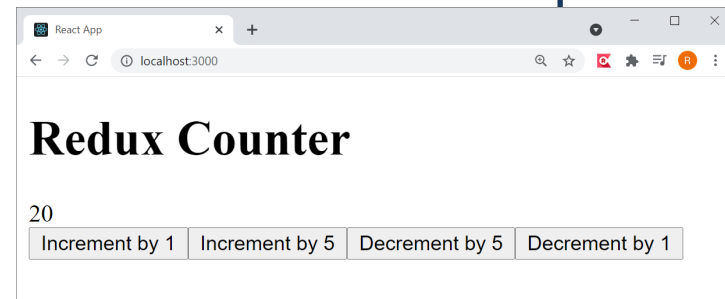 React App
localhost:3000
R
Redux Counter
20
Increment by 1 Increment by 5 Decrement by 5 Decrement by 1